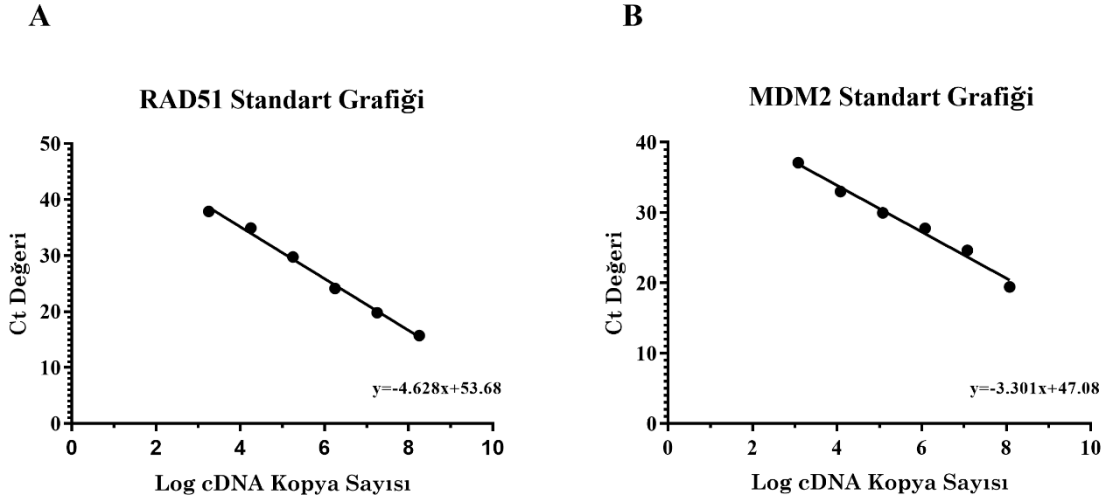 A
RAD51 Standart Grafiği
Ct Değeri
50
40
30
20
10
0
y=-4.628x+53.68
0 2 4 6 8 10
Log cDNA Kopya Sayısı
B
MDM2 Standart Grafiği
Ct Değeri
40
30
20
10
0
y=-3.301x+47.08
0 2 4 6 8 10
Log cDNA Kopya Sayısı